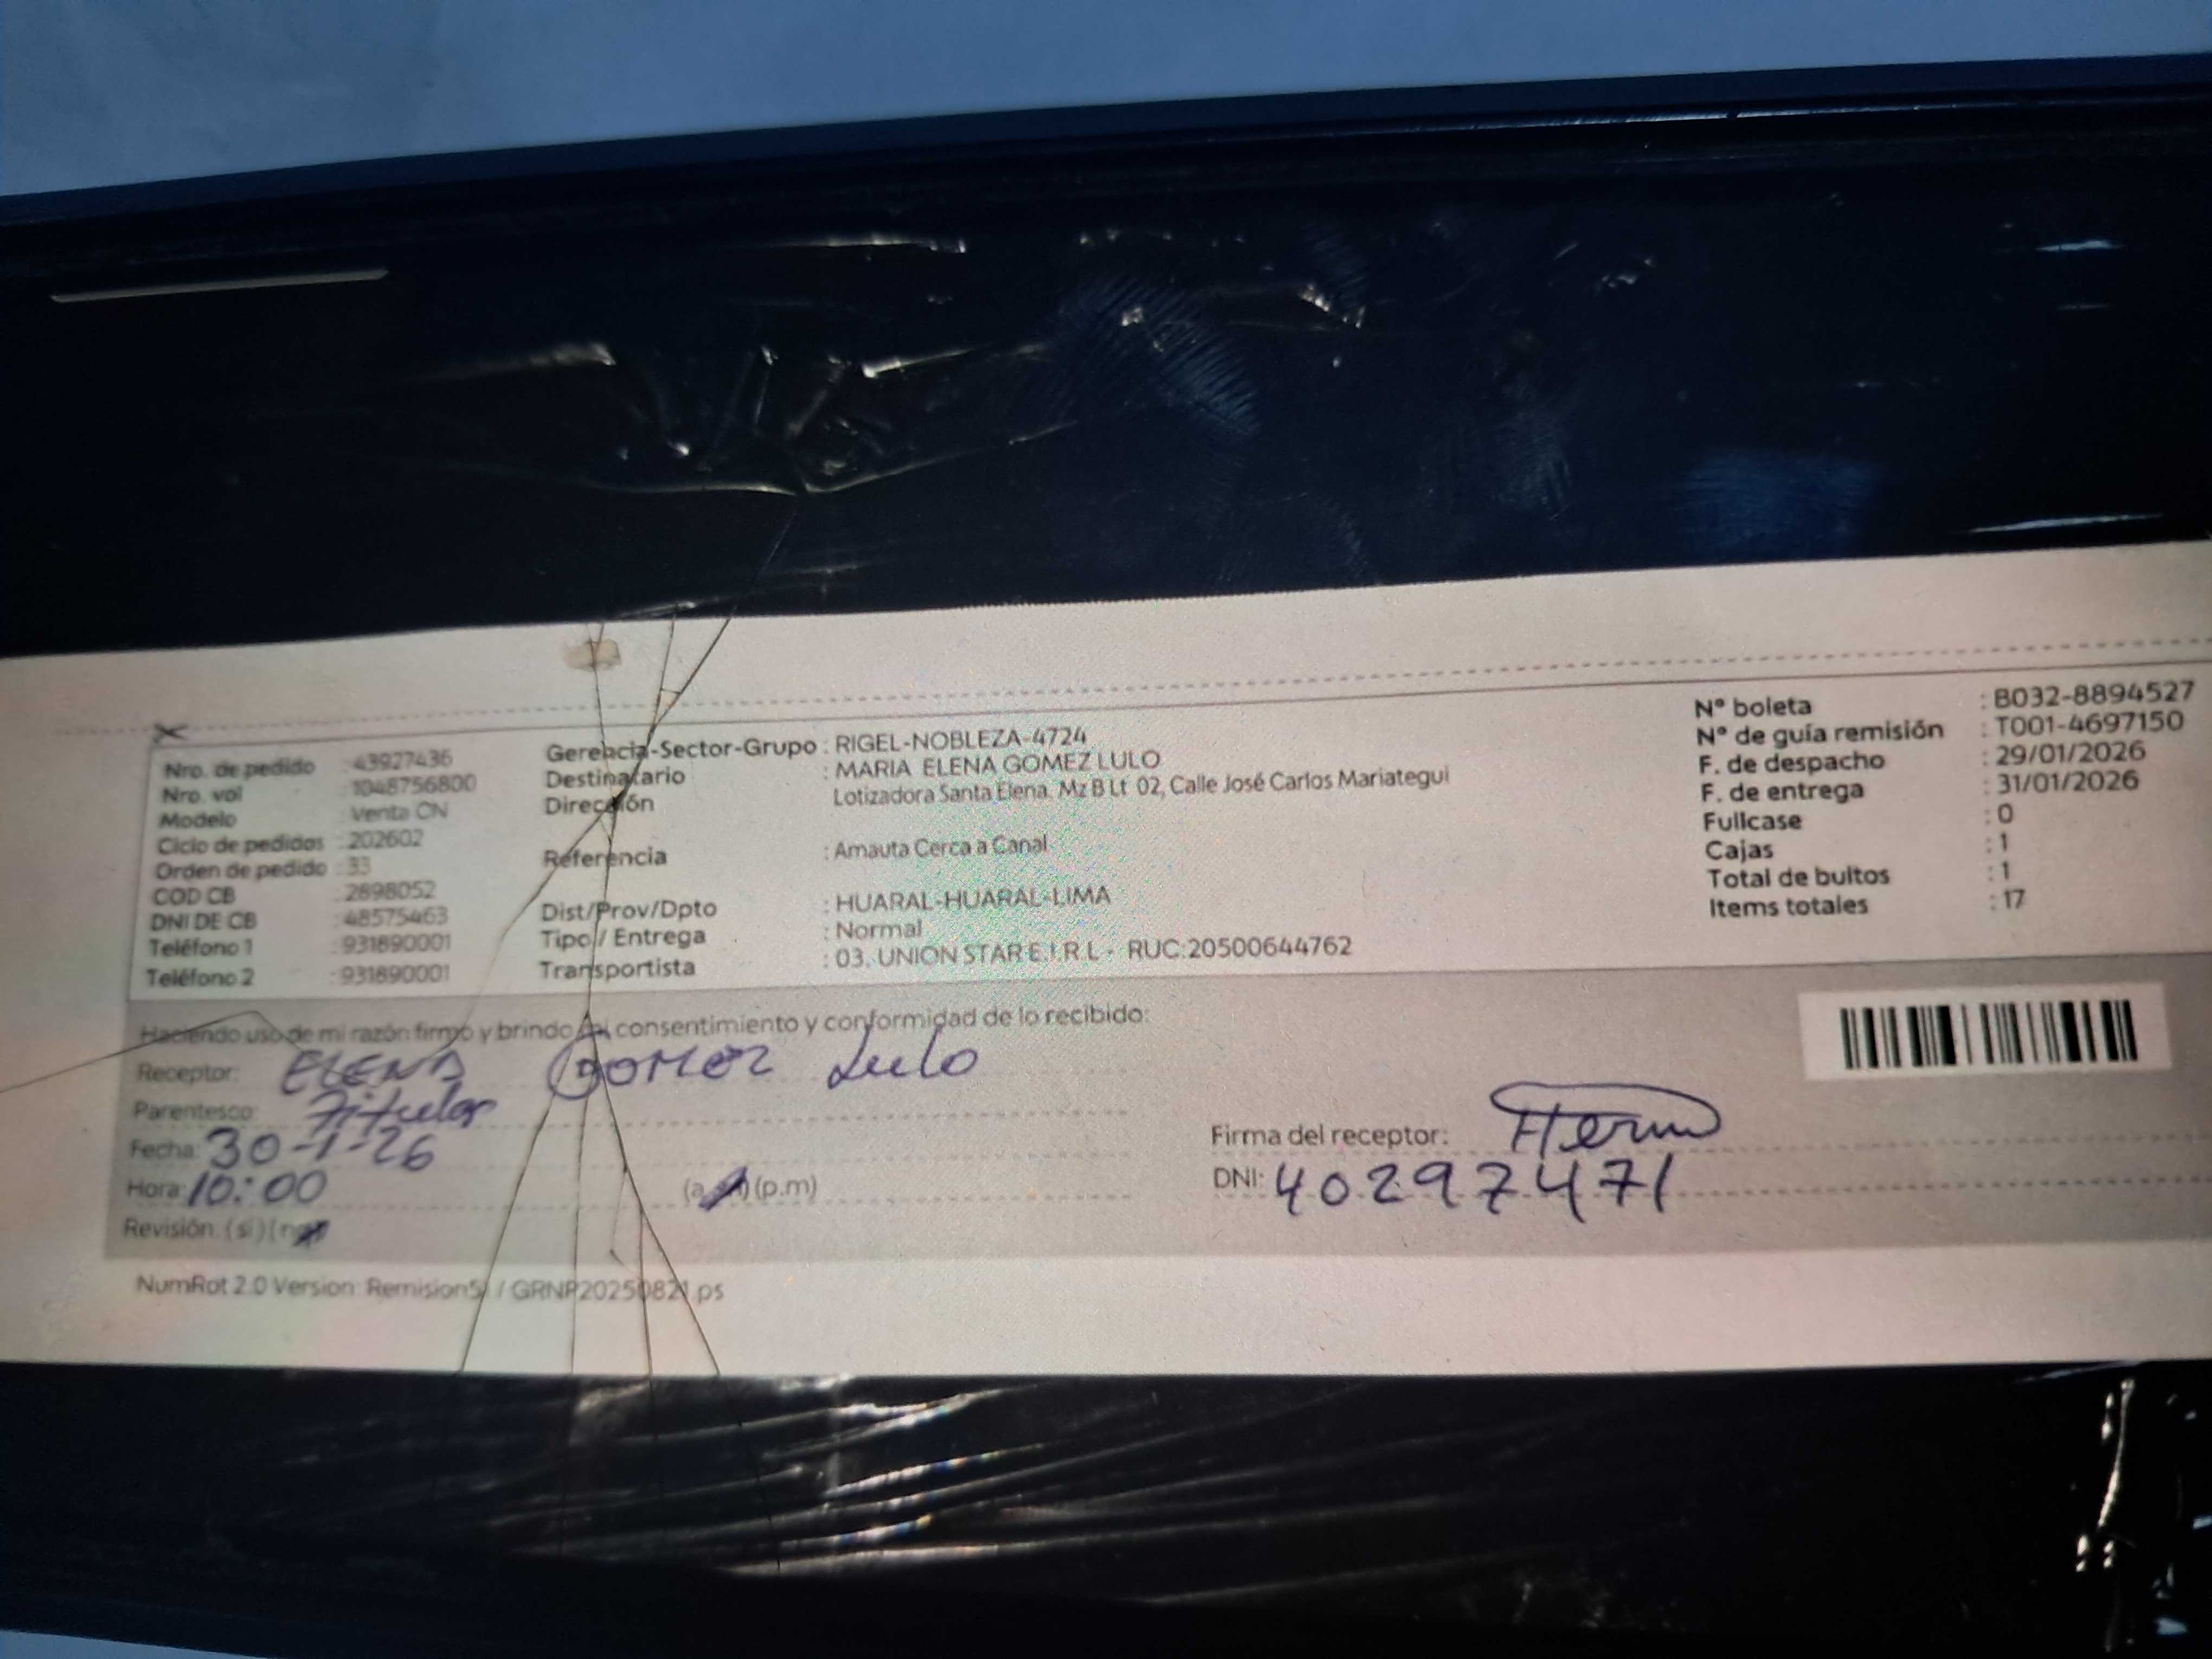 Nro. de pedido : 43927436
Nro. vol : 1048756800
Modelo : Venta CN
Ciclo de pedidos : 202602
Orden de pedido : 33
COD CB : 2898052
DNI DE CB : 48575463
Teléfono 1 : 931890001
Teléfono 2 : 931890001
Gerencia-Sector-Grupo : RIGEL-NOBLEZA-4724
Destinatario : MARIA ELENA GOMEZ LULO
Dirección Lotizadora Santa Elena, Mz B Lt 02, Calle José Carlos Mariategui
Referencia : Amauta Cerca a Canal
Dist/Prov/Dpto : HUARAL-HUARAL-LIMA
Tipo / Entrega : Normal
Transportista : 03. UNION STAR E.I.R.L - RUC:20500644762
Nº boleta : B032-8894527
Nº de guía remisión : T001-4697150
F. de despacho : 29/01/2026
F. de entrega : 31/01/2026
Fullcase : 0
Cajas : 1
Total de bultos : 1
Items totales : 17
Haciendo uso de mi razón firmo y brindo mi consentimiento y conformidad de lo recibido:
Receptor: ELENA GOMEZ Lulo
Parentesco: Titular
Fecha: 30-1-26
Hora: 10:00 (a.m) (p.m)
Revisión: (si) (no)
Firma del receptor:
DNI: 40297471
NumRot 2.0 Version: Remision5) / GRNP20250821.ps